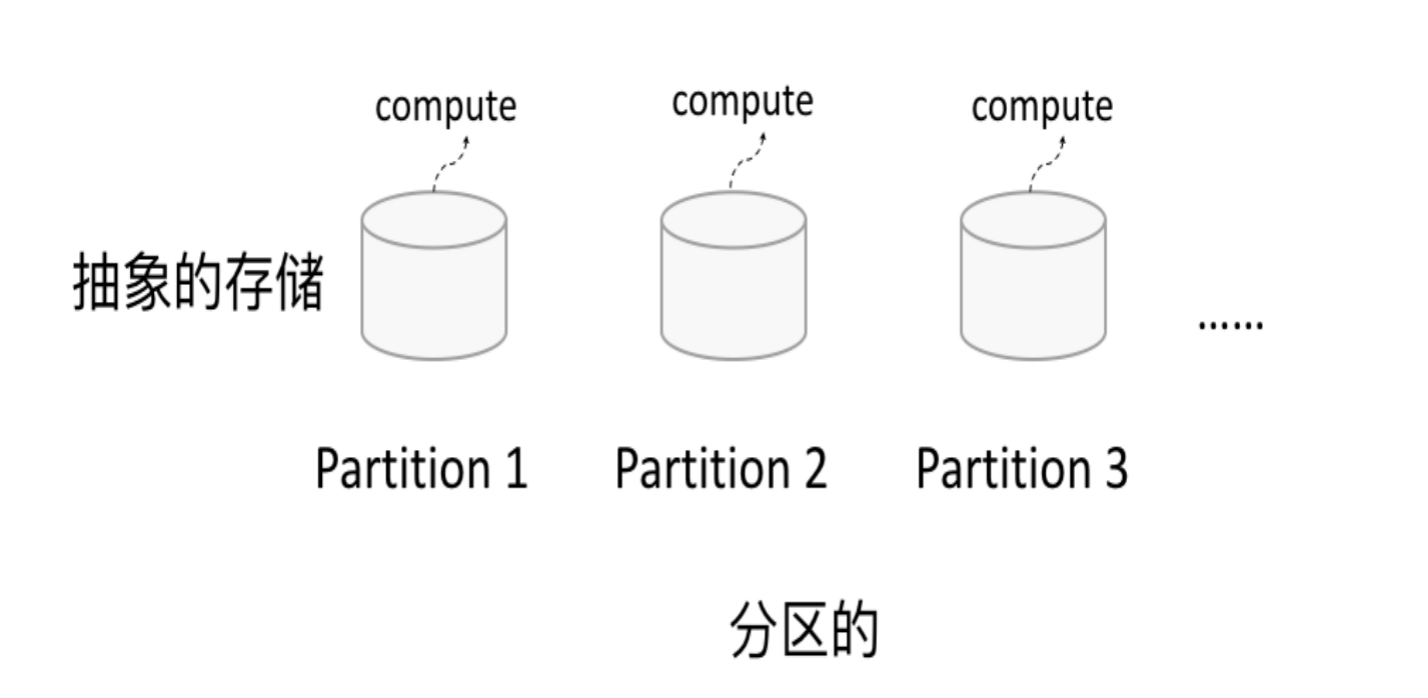 compute compute compute
抽象的存储
......
Partition 1 Partition 2 Partition 3
分区的